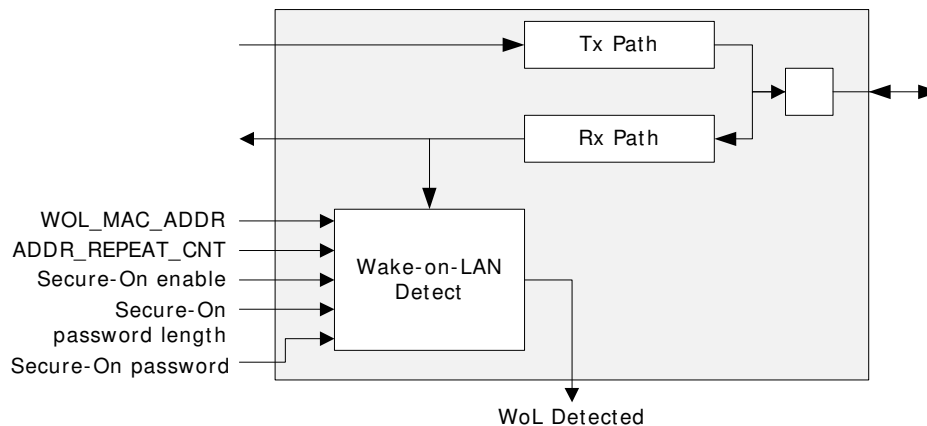 Tx Path
Rx Path
WOL_MAC_ADDR
ADDR_REPEAT_CNT
Secure-On enable
Secure-On
password length
Secure-On password
Wake-on-LAN
Detect
WoL Detected